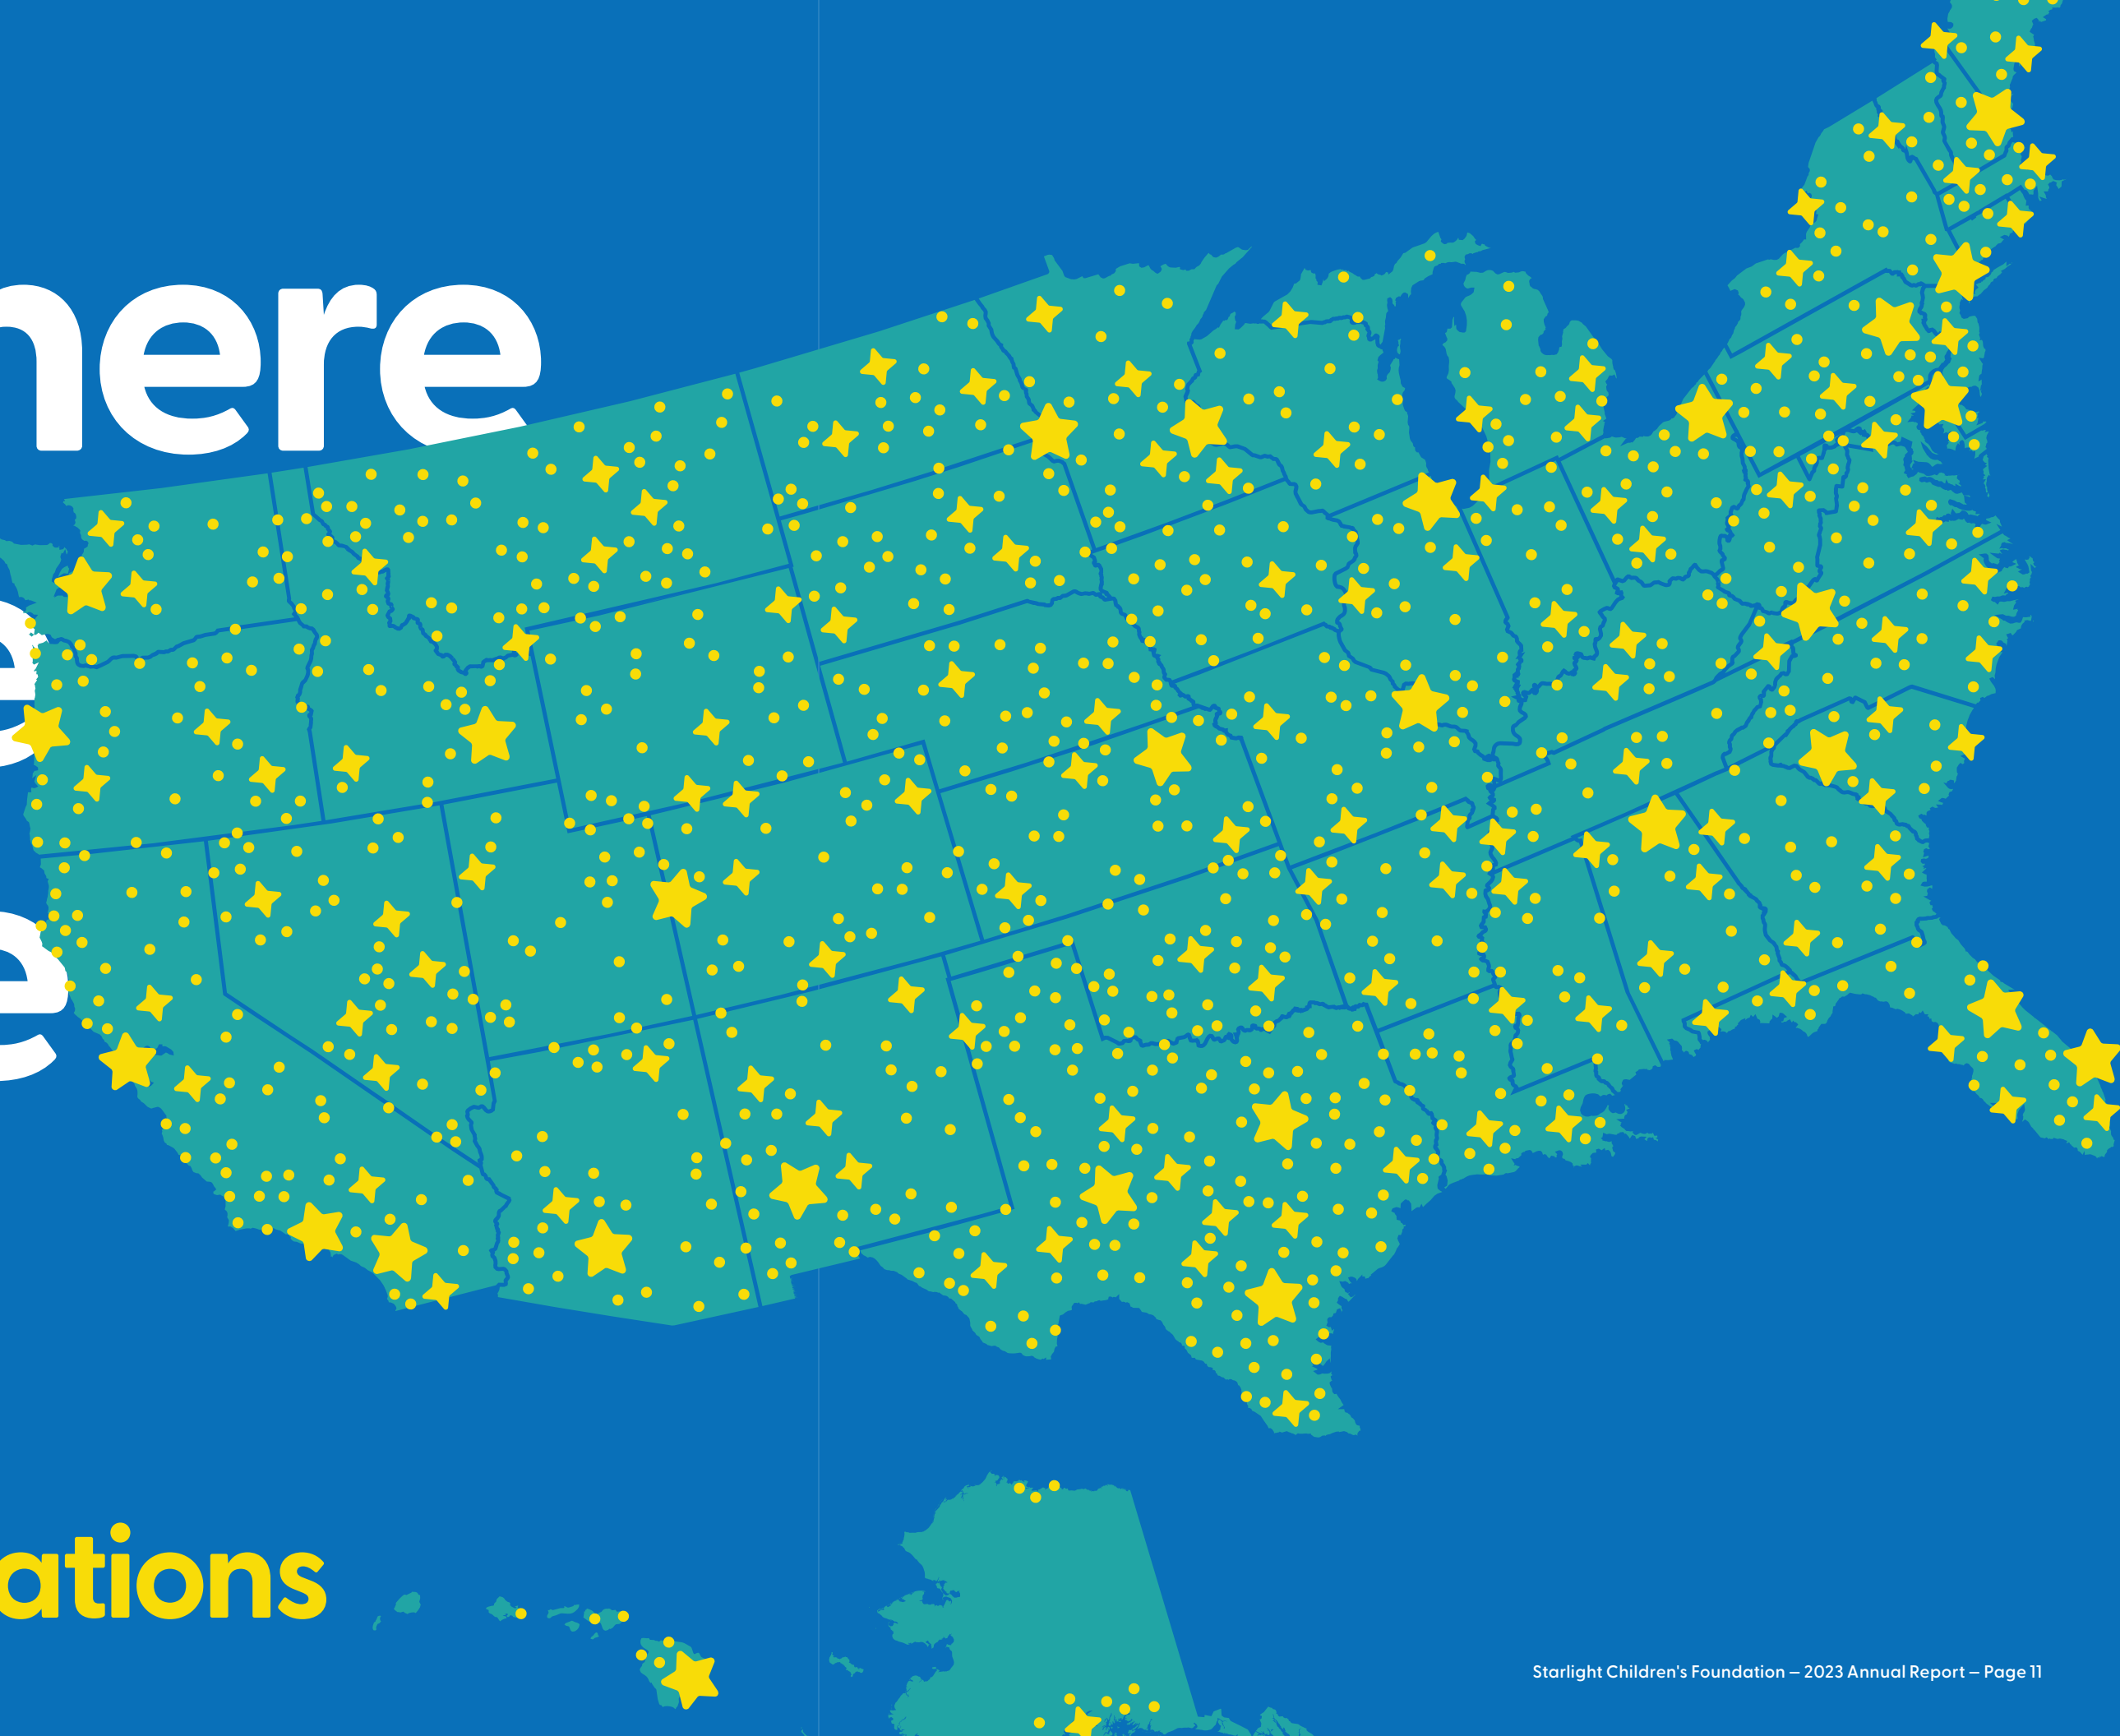 here
e
e
ations
Starlight Children's Foundation – 2023 Annual Report – Page 11